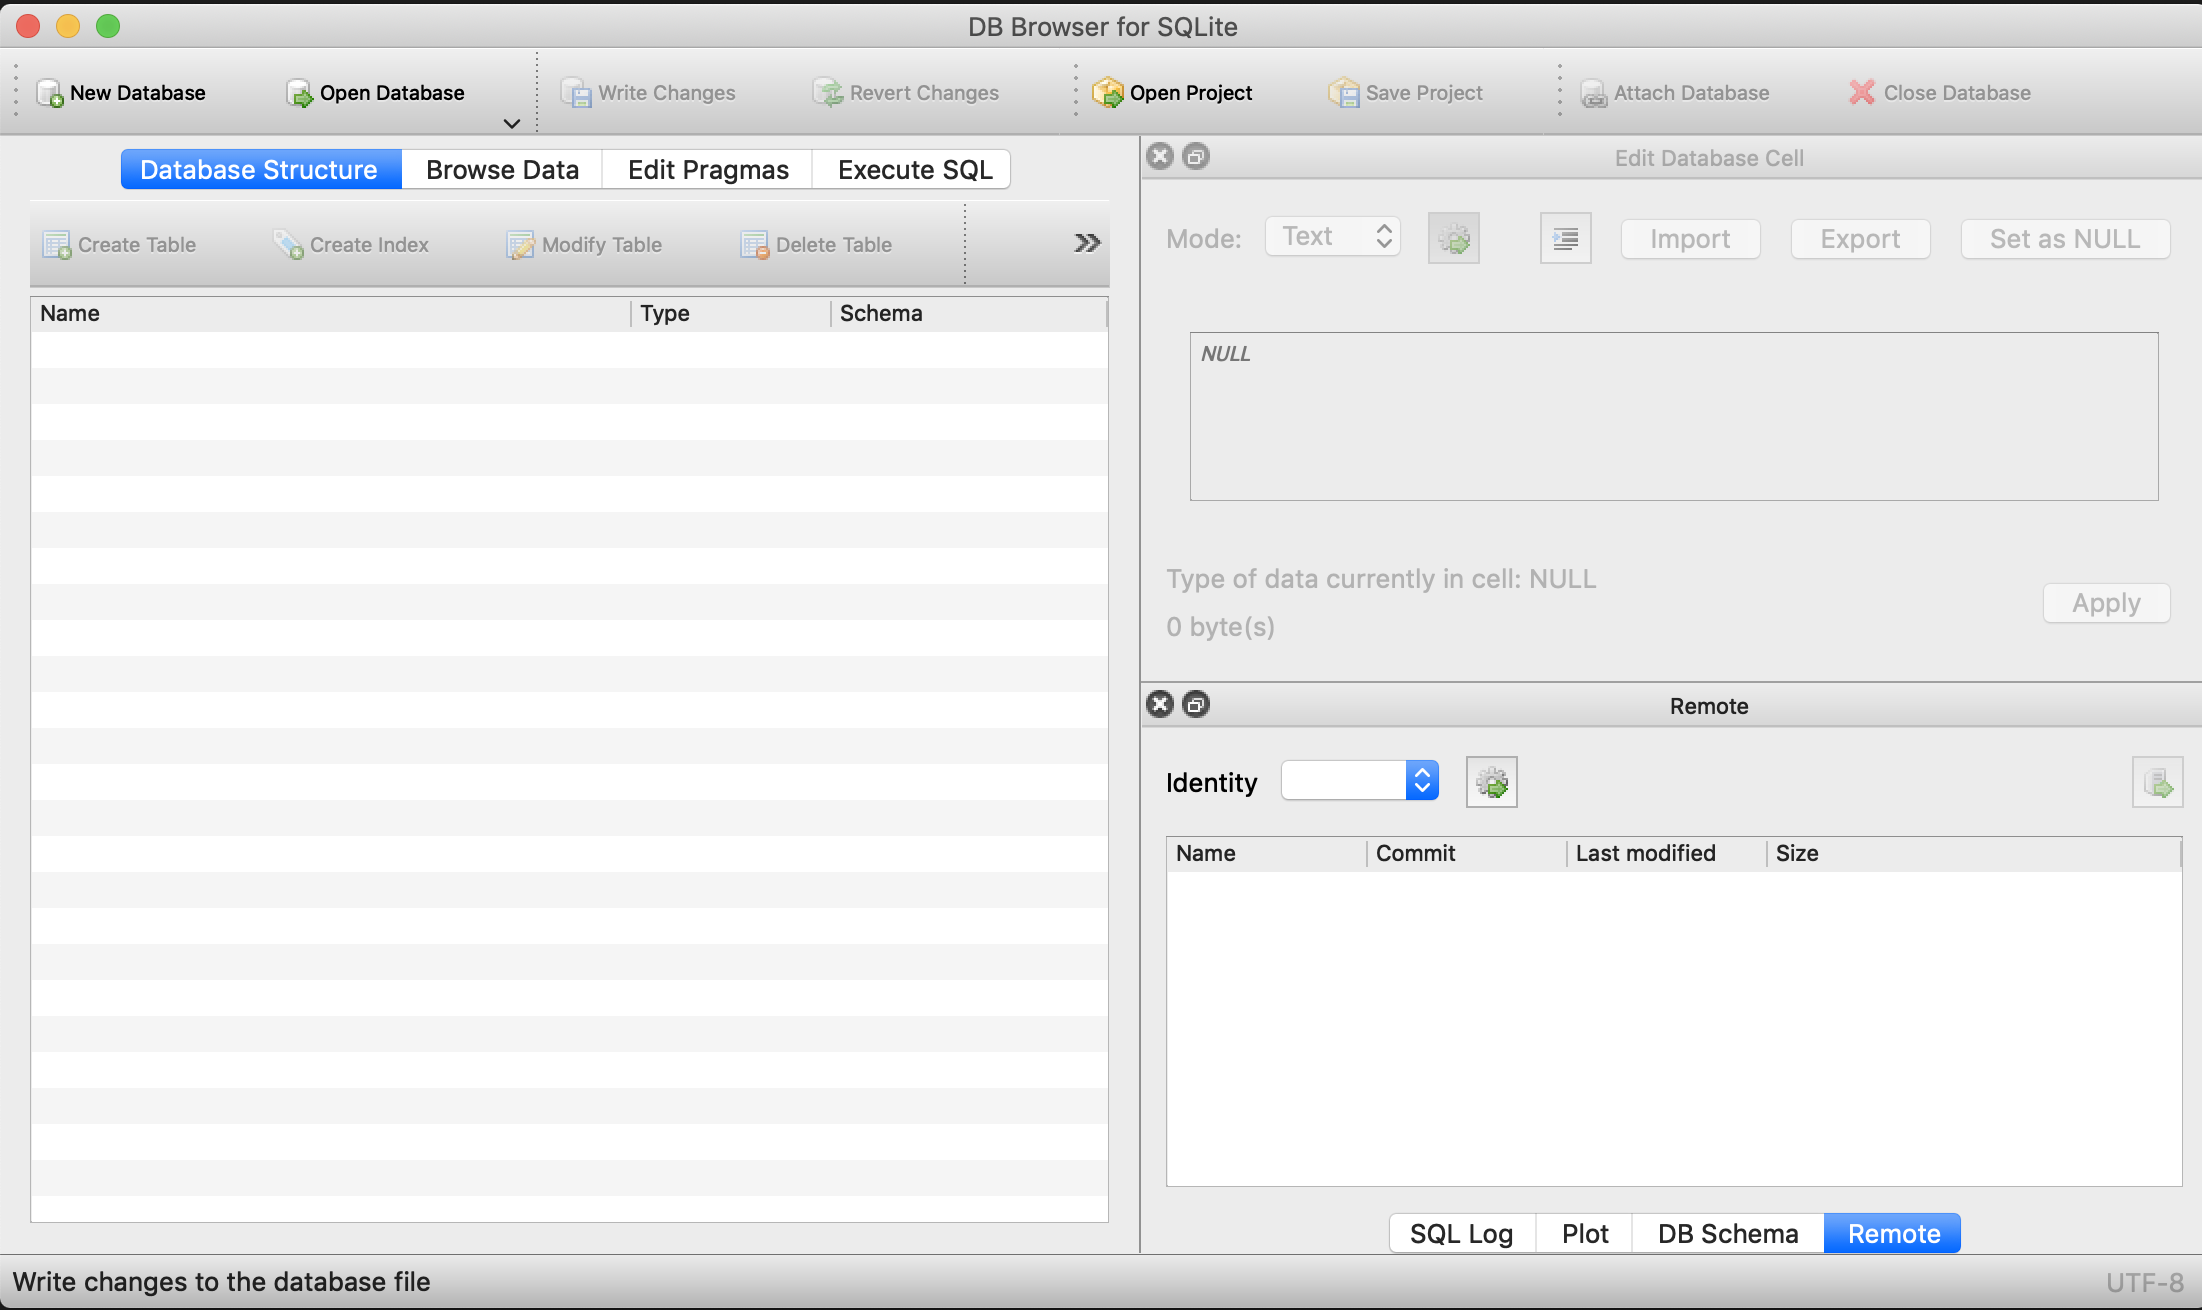 DB Browser for SQLite
New Database Open Database Write Changes Revert Changes Open Project Save Project Attach Database Close Database
Database Structure Browse Data Edit Pragmas Execute SQL
Create Table Create Index Modify Table Delete Table
Name Type Schema
Edit Database Cell
Mode: Text Import Export Set as NULL
NULL
Type of data currently in cell: NULL
0 byte(s)
Apply
Remote
Identity
Name Commit Last modified Size
SQL Log Plot DB Schema Remote
Write changes to the database file
UTF-8